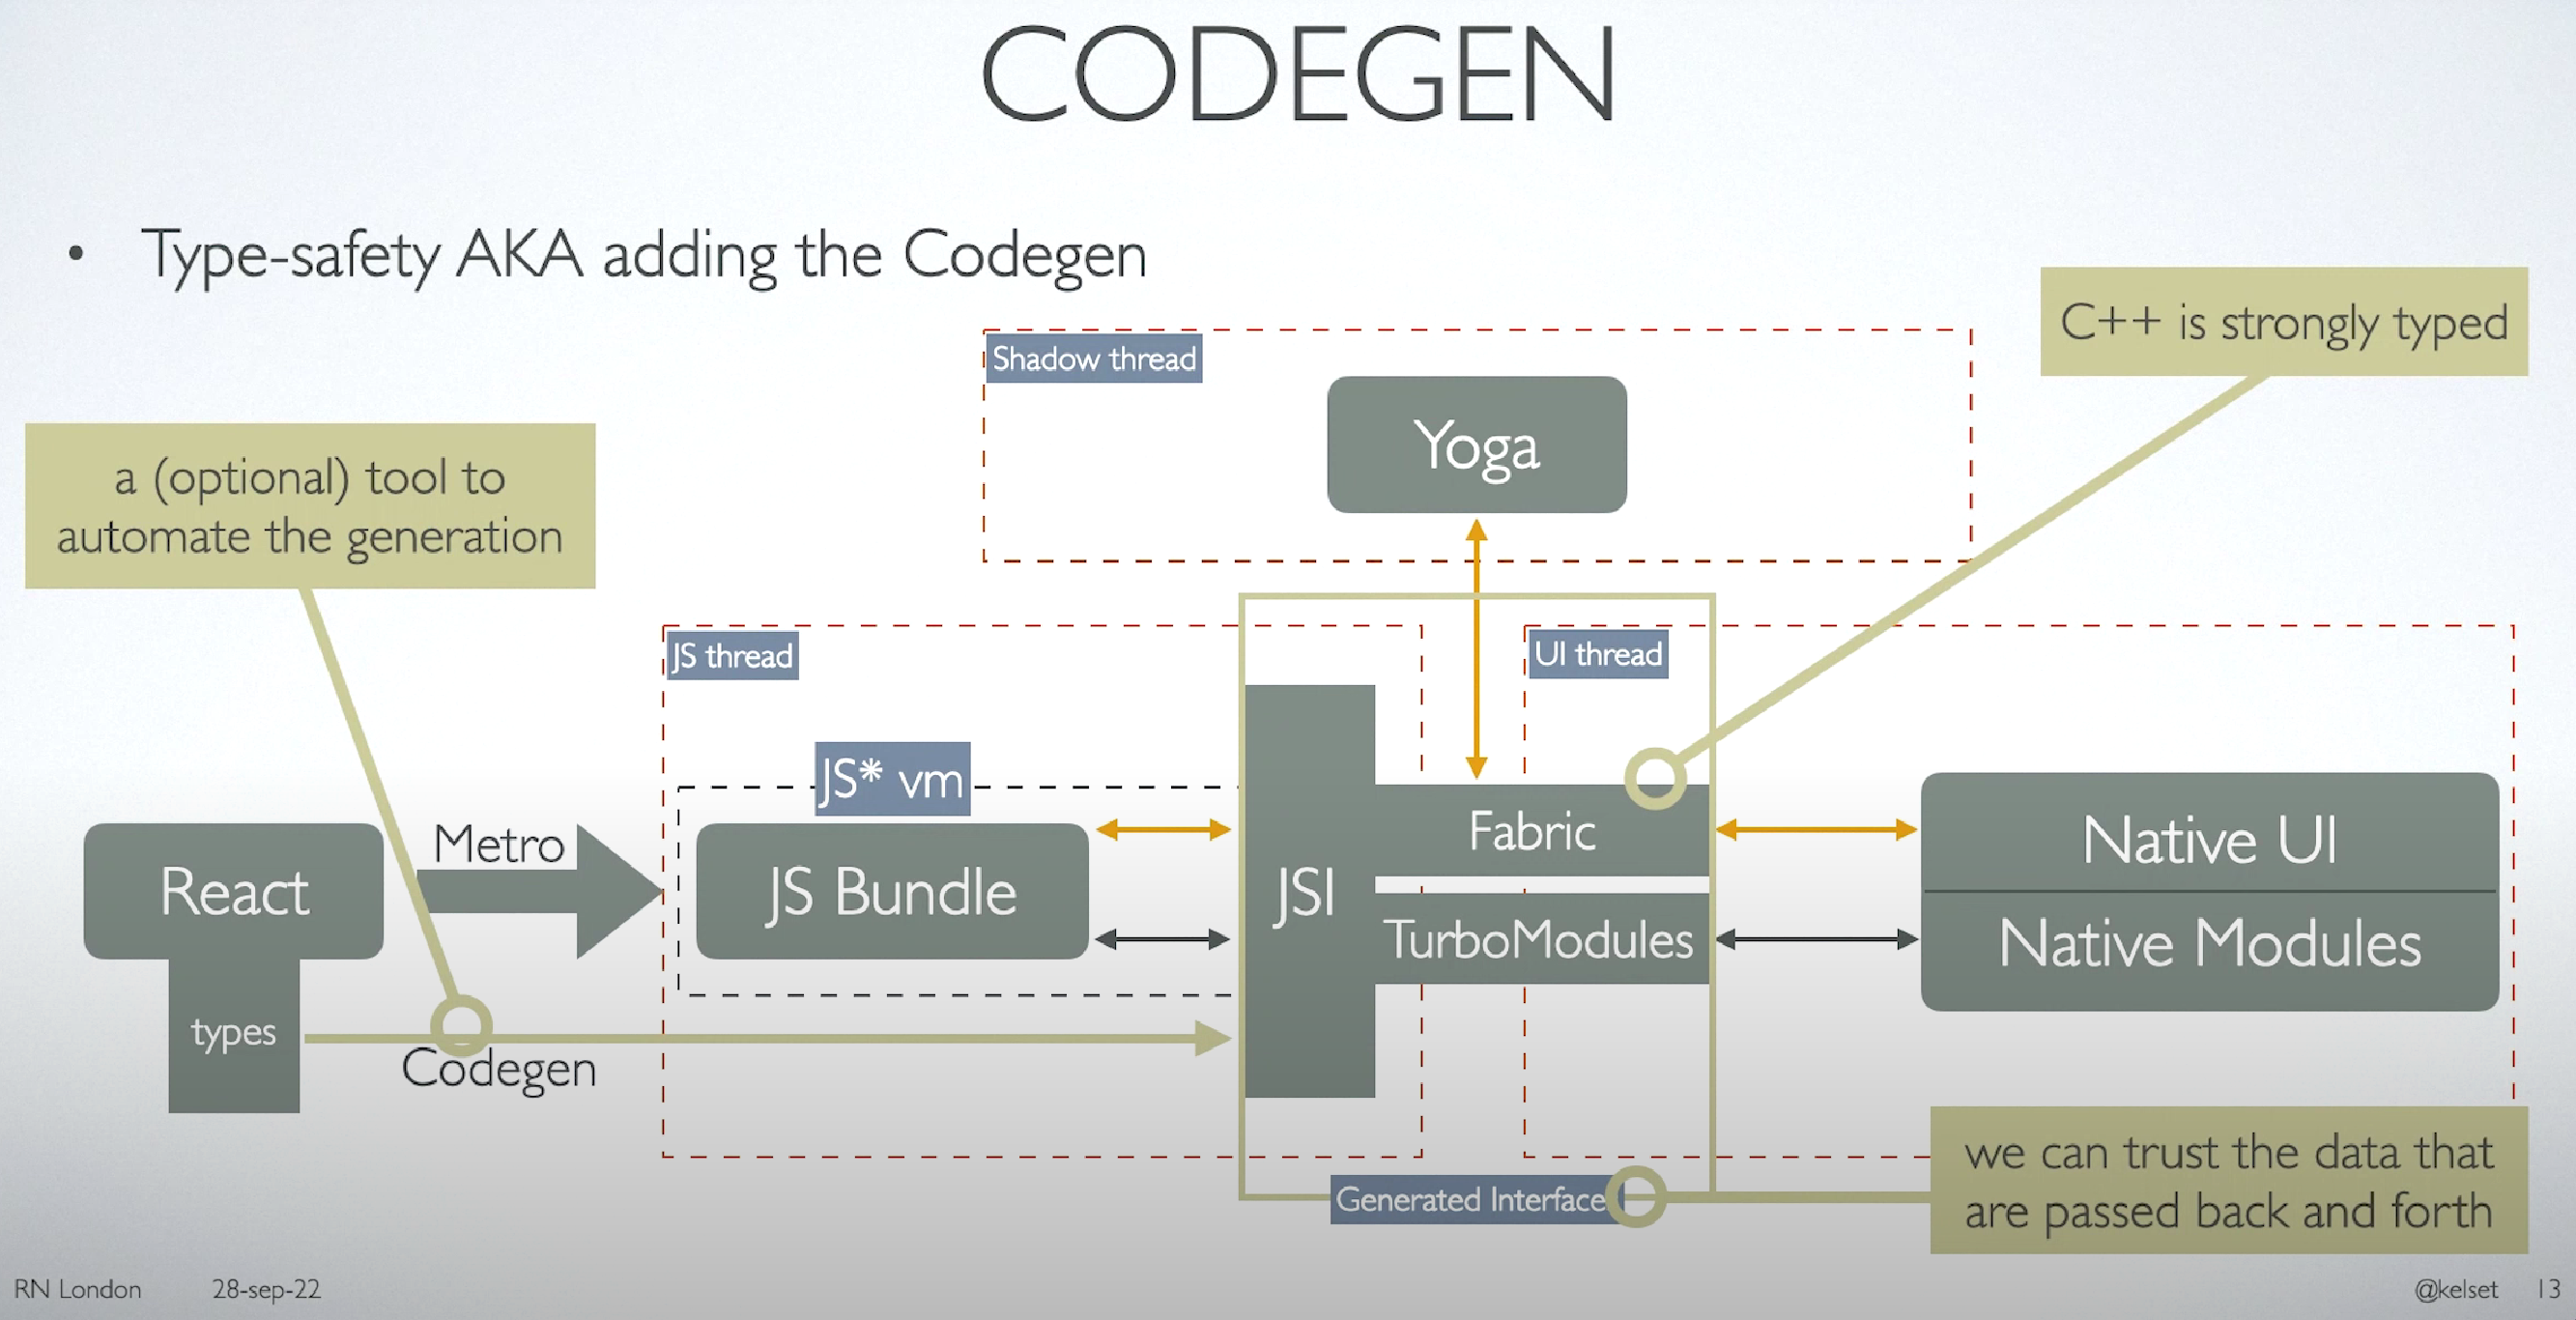 CODEGEN
• Type-safety AKA adding the Codegen
C++ is strongly typed
Shadow thread
Yoga
a (optional) tool to
automate the generation
JS thread
UI thread
JS* vm
Metro
React
JS Bundle
JSI
Fabric
TurboModules
Native UI
Native Modules
types
Codegen
Generated Interface
we can trust the data that
are passed back and forth
RN London 28-sep-22
@kelset 13